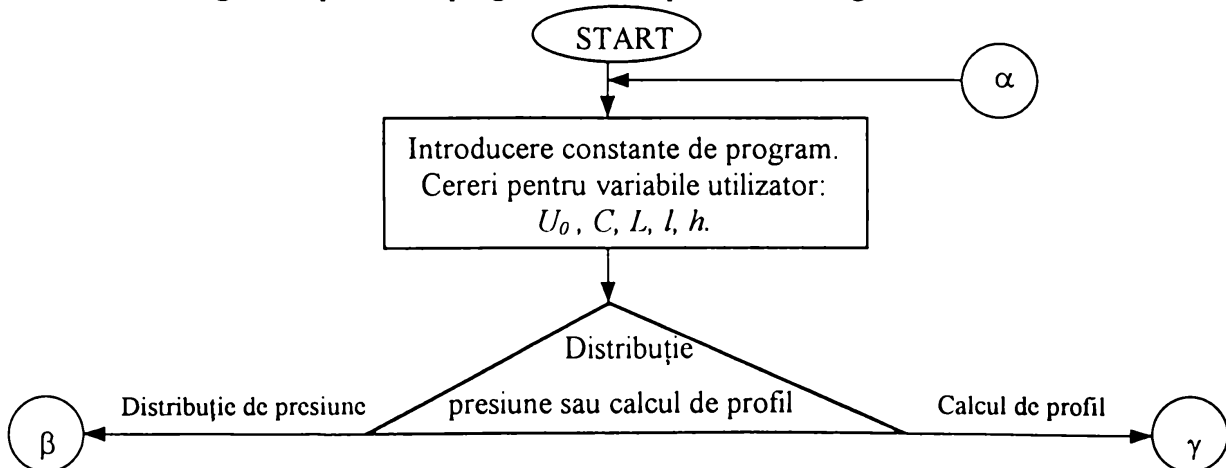 START
α
Introducere constante de program.
Cereri pentru variabile utilizator:
U₀ , C, L, l, h.
Distribuție
Distribuție de presiune
presiune sau calcul de profil
Calcul de profil
β
γ